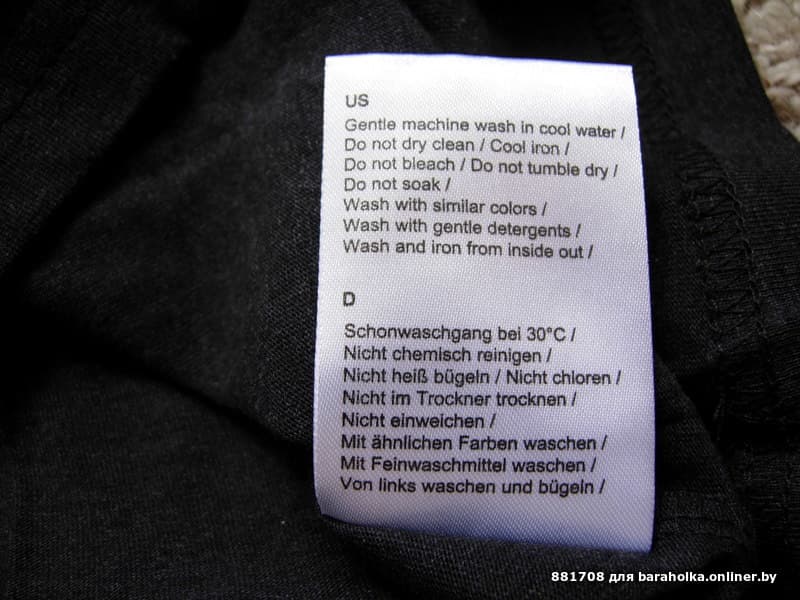 US
Gentle machine wash in cool water /
Do not dry clean / Cool iron /
Do not bleach / Do not tumble dry /
Do not soak /
Wash with similar colors /
Wash with gentle detergents /
Wash and iron from inside out /
D
Schonwaschgang bei 30°C /
Nicht chemisch reinigen /
Nicht heiß bügeln / Nicht chloren /
Nicht im Trockner trocknen /
Nicht einweichen /
Mit ähnlichen Farben waschen /
Mit Feinwaschmittel waschen /
Von links waschen und bügeln /
881708 для baraholka.onliner.by